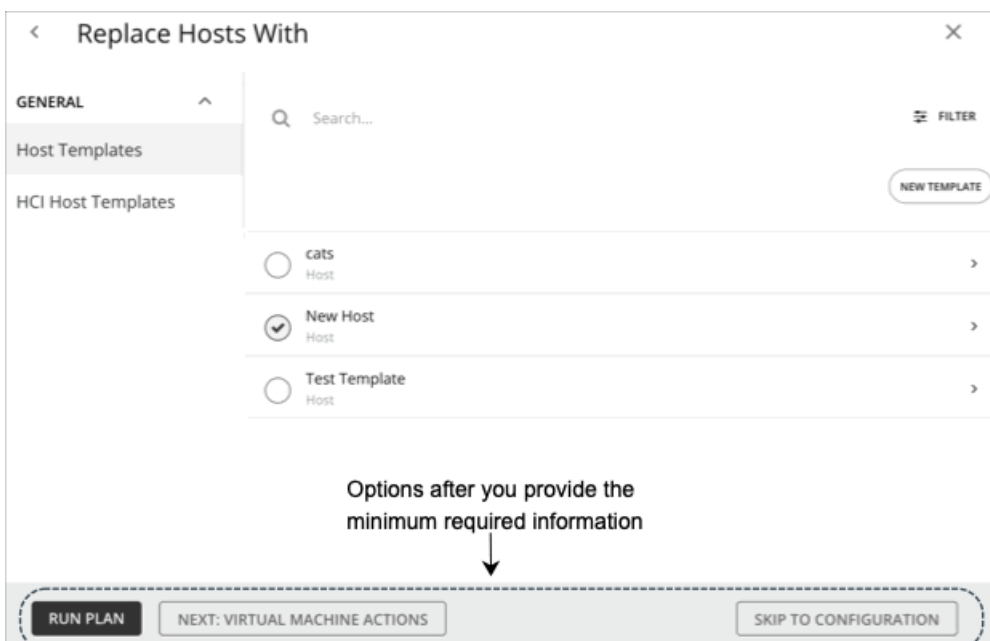 Replace Hosts With
GENERAL
Host Templates
HCI Host Templates
Search...
FILTER
NEW TEMPLATE
cats
Host
New Host
Host
Test Template
Host
Options after you provide the
minimum required information
RUN PLAN
NEXT: VIRTUAL MACHINE ACTIONS
SKIP TO CONFIGURATION